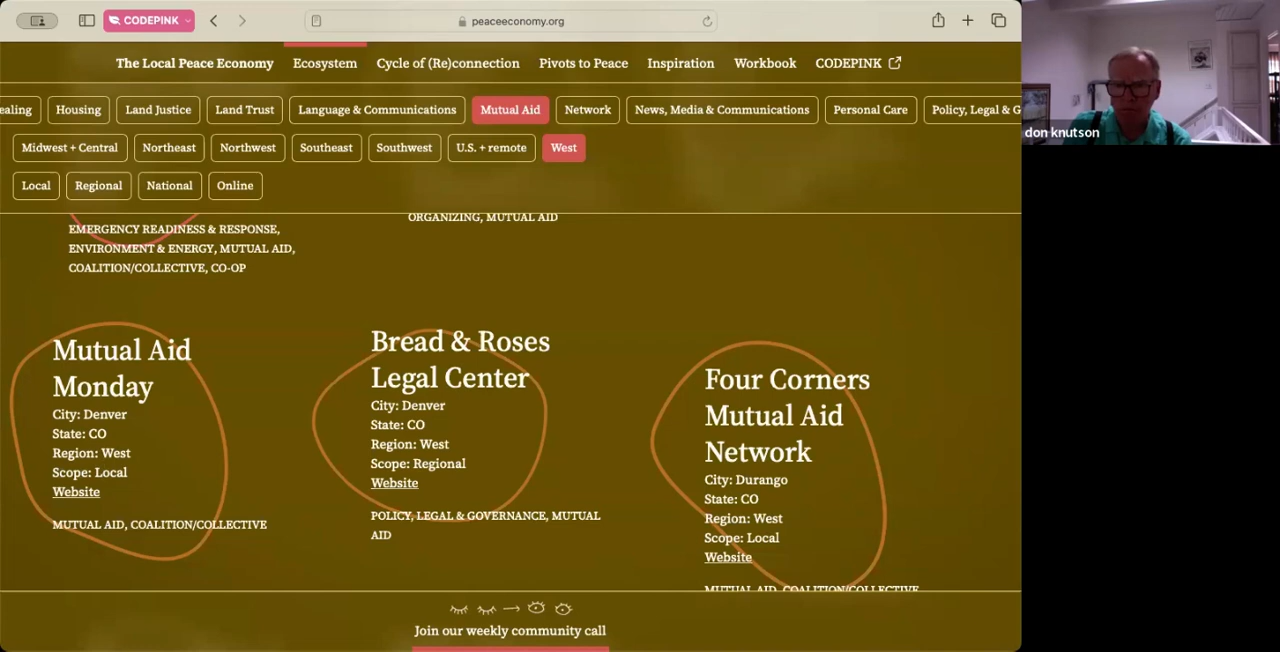 CODEPINK
peaceeconomy.org
The Local Peace Economy
Ecosystem
Cycle of (Re)connection
Pivots to Peace
Inspiration
Workbook
CODEPINK
ealing
Housing
Land Justice
Land Trust
Language & Communications
Mutual Aid
Network
News, Media & Communications
Personal Care
Policy, Legal & G
Midwest + Central
Northeast
Northwest
Southeast
Southwest
U.S. + remote
West
Local
Regional
National
Online
EMERGENCY READINESS & RESPONSE,
ENVIRONMENT & ENERGY, MUTUAL AID,
COALITION/COLLECTIVE, CO-OP
ORGANIZING, MUTUAL AID
Mutual Aid
Monday
City: Denver
State: CO
Region: West
Scope: Local
Website
MUTUAL AID, COALITION/COLLECTIVE
Bread & Roses
Legal Center
City: Denver
State: CO
Region: West
Scope: Regional
Website
POLICY, LEGAL & GOVERNANCE, MUTUAL
AID
Four Corners
Mutual Aid
Network
City: Durango
State: CO
Region: West
Scope: Local
Website
MUTUAL AID, COALITION/COLLECTIVE
Join our weekly community call
don knutson